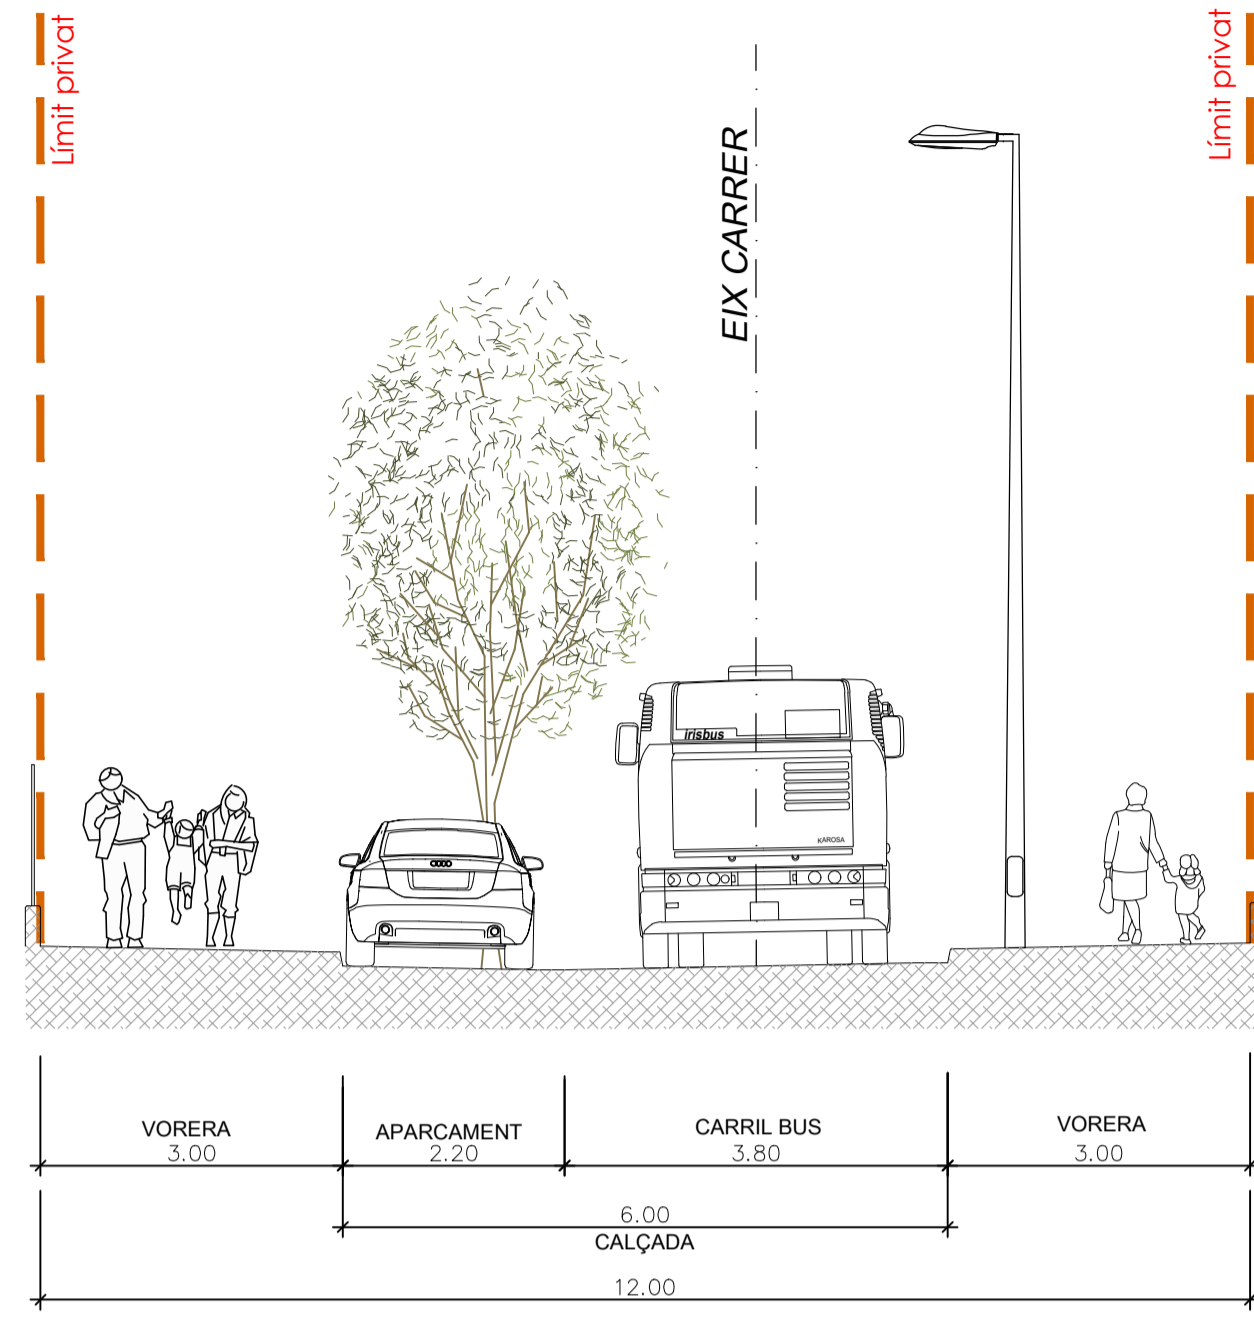 Límit privat
Límit privat
EIX CARRER
irisbus
KAROSA
VORERA
3.00
APARCAMENT
2.20
CARRIL BUS
3.80
VORERA
3.00
6.00
CALÇADA
12.00